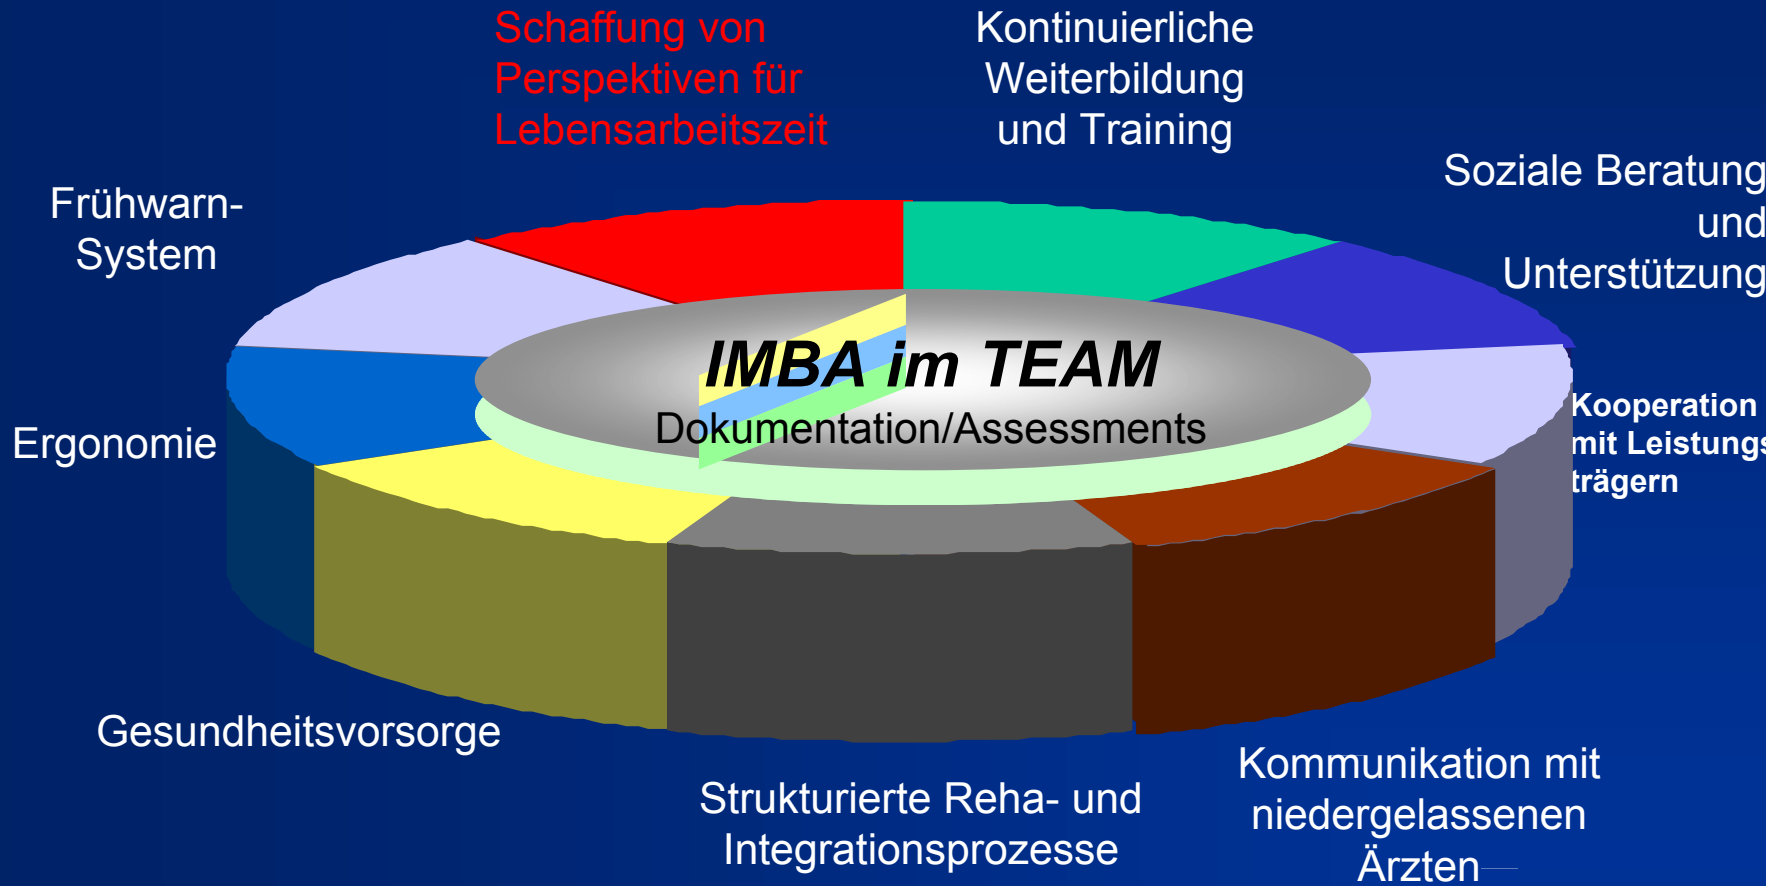 Schaffung von
Perspektiven für
Lebensarbeitszeit
Kontinuierliche
Weiterbildung
und Training
Soziale Beratung
und
Unterstützung
Frühwarn-
System
IMBA im TEAM
Dokumentation/Assessments
Kooperation
mit Leistungs
trägern
Ergonomie
Gesundheitsvorsorge
Strukturierte Reha- und
Integrationsprozesse
Kommunikation mit
niedergelassenen
Ärzten